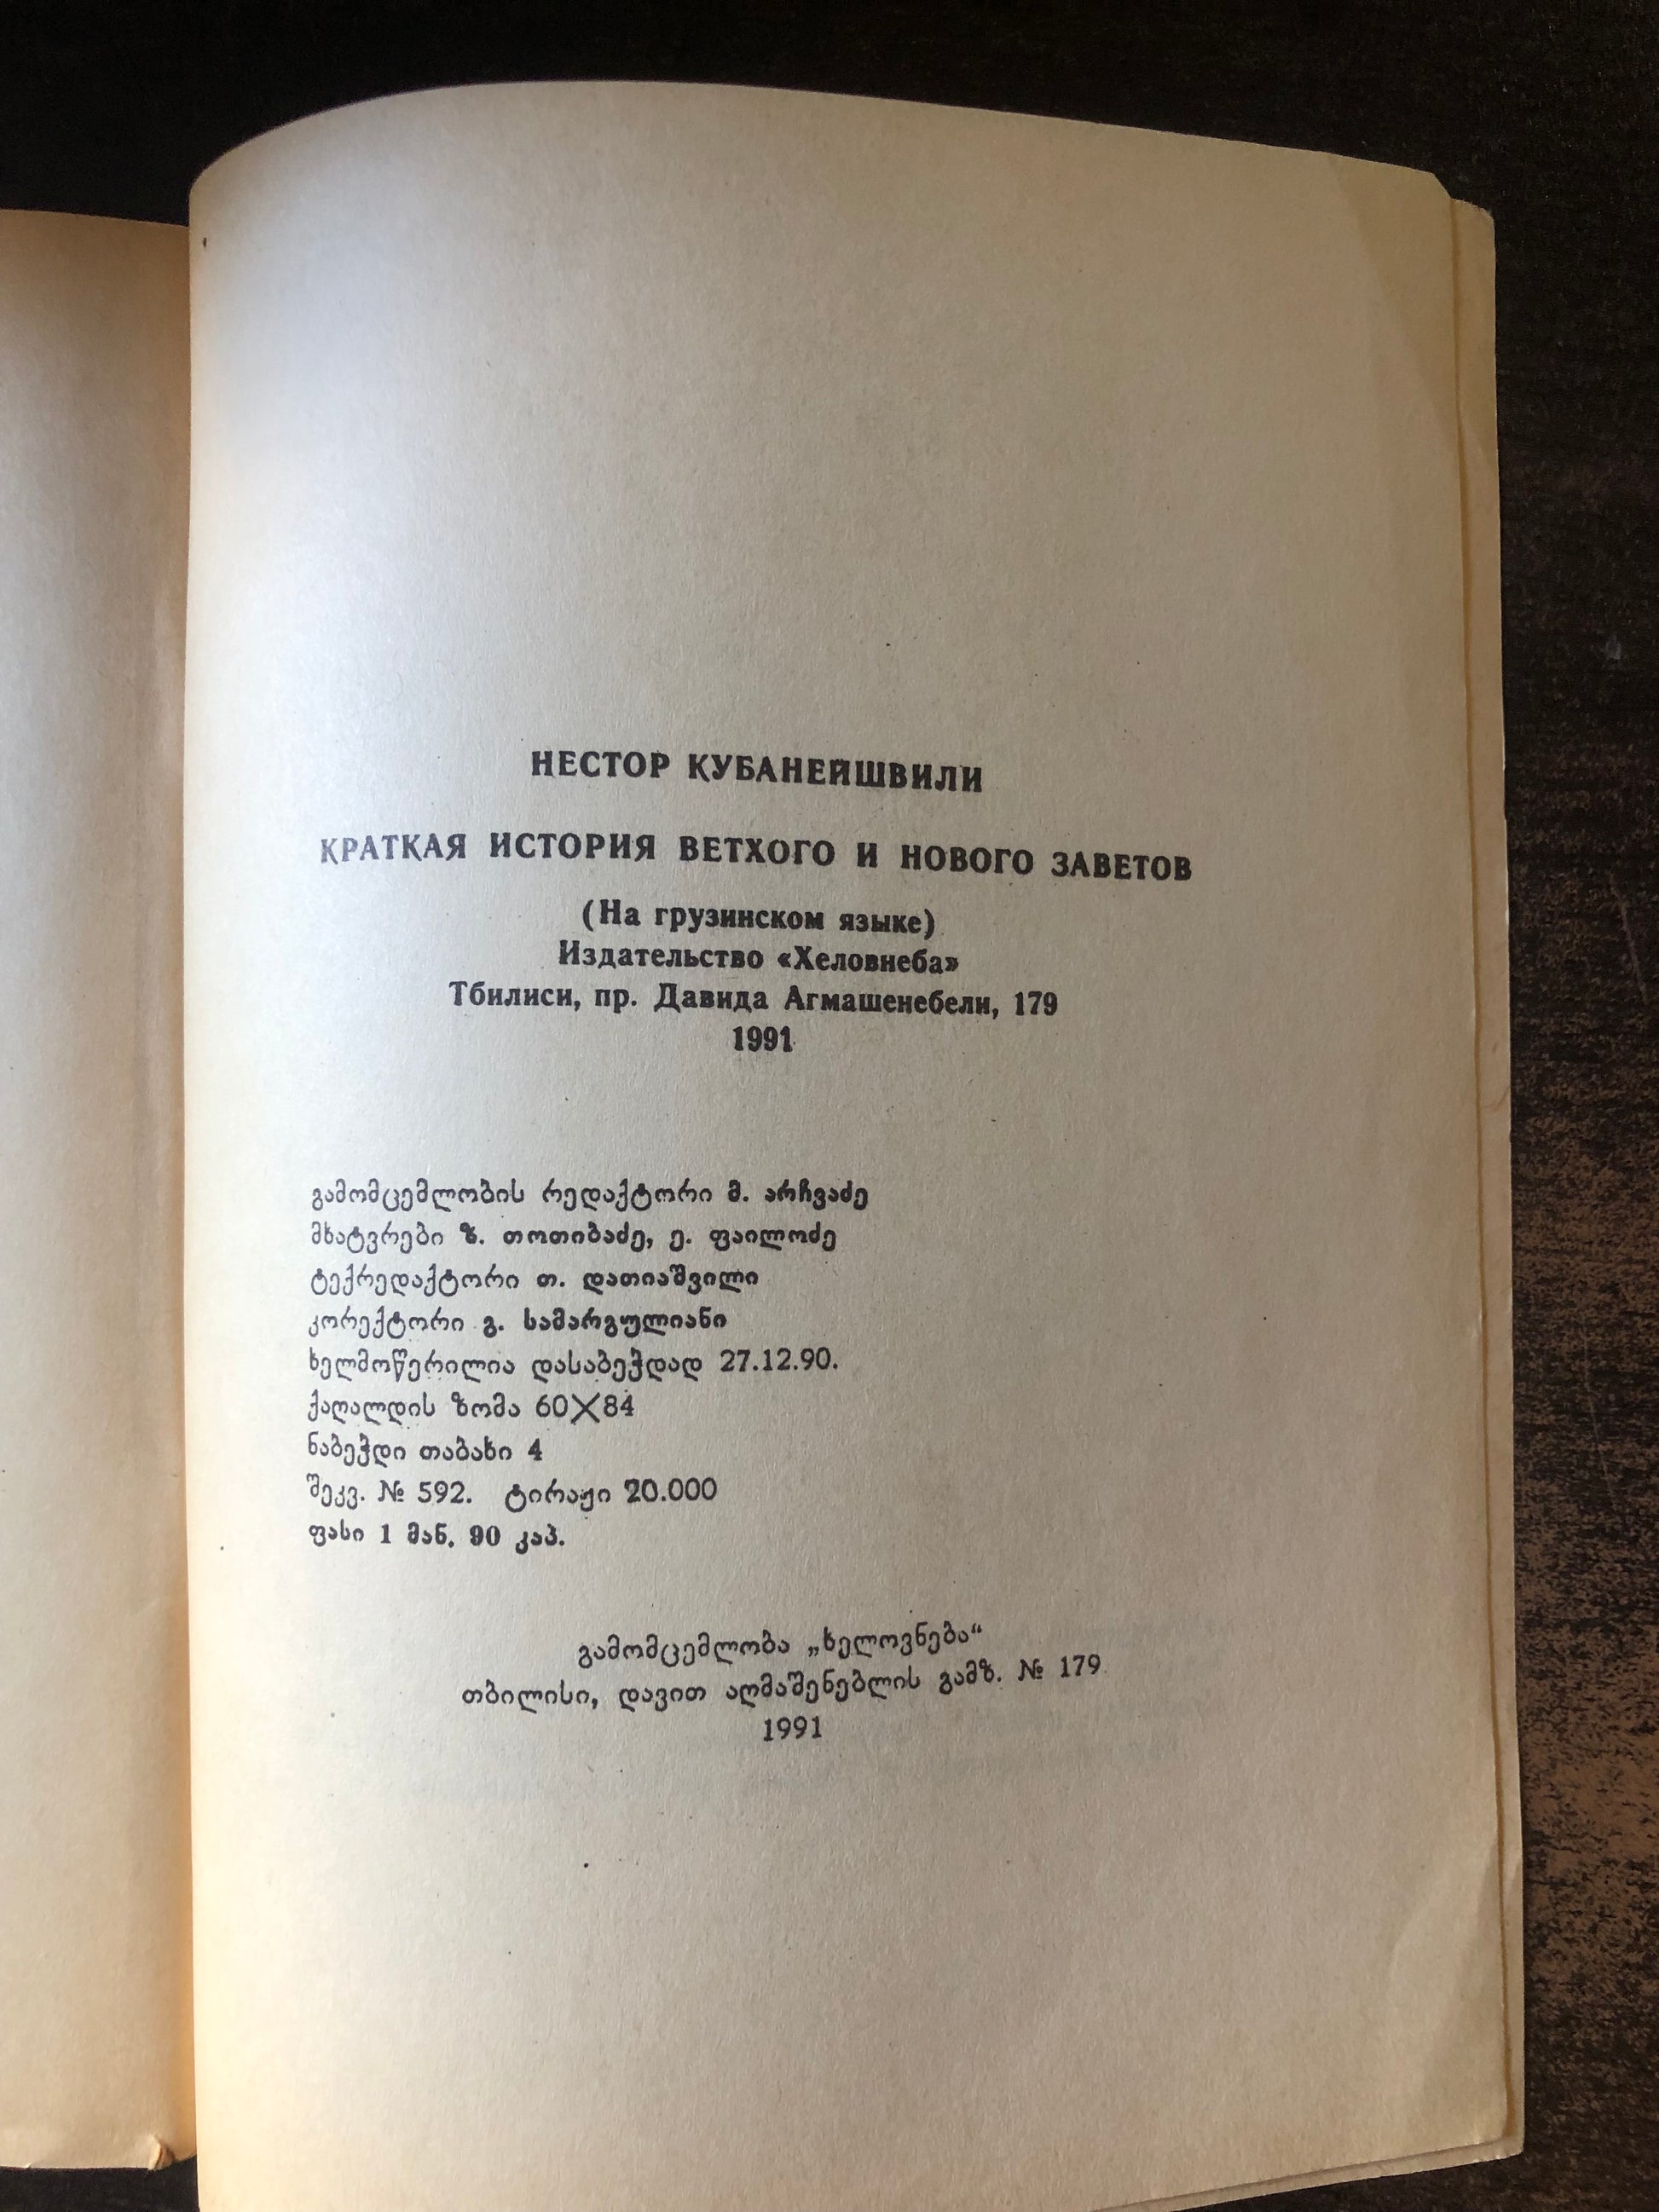 НЕСТОР КУБАНЕИШВИЛИ
КРАТКАЯ ИСТОРИЯ ВЕТХОГО И НОВОГО ЗАВЕТОВ
(На грузинском языке)
Издательство «Хеловнеба»
Тбилиси, пр. Давида Агмашенебели, 179
1991
გამომცემლობის რედაქტორი მ. არჩვაძე
მხატვრები ზ. თოთიბაძე, ე. ფაილოძე
ტექრედაქტორი თ. დათიაშვილი
კორექტორი გ. სამარგულიანი
ხელმოწერილია დასაბეჭდად 27.12.90.
ქაღალდის ზომა 60X84
ნაბეჭდი თაბახი 4
შეკვ. № 592. ტირაჟი 20.000
ფასი 1 მან. 90 კაპ.
გამომცემლობა „ხელოვნება“
თბილისი, დავით აღმაშენებლის გამზ. № 179
1991